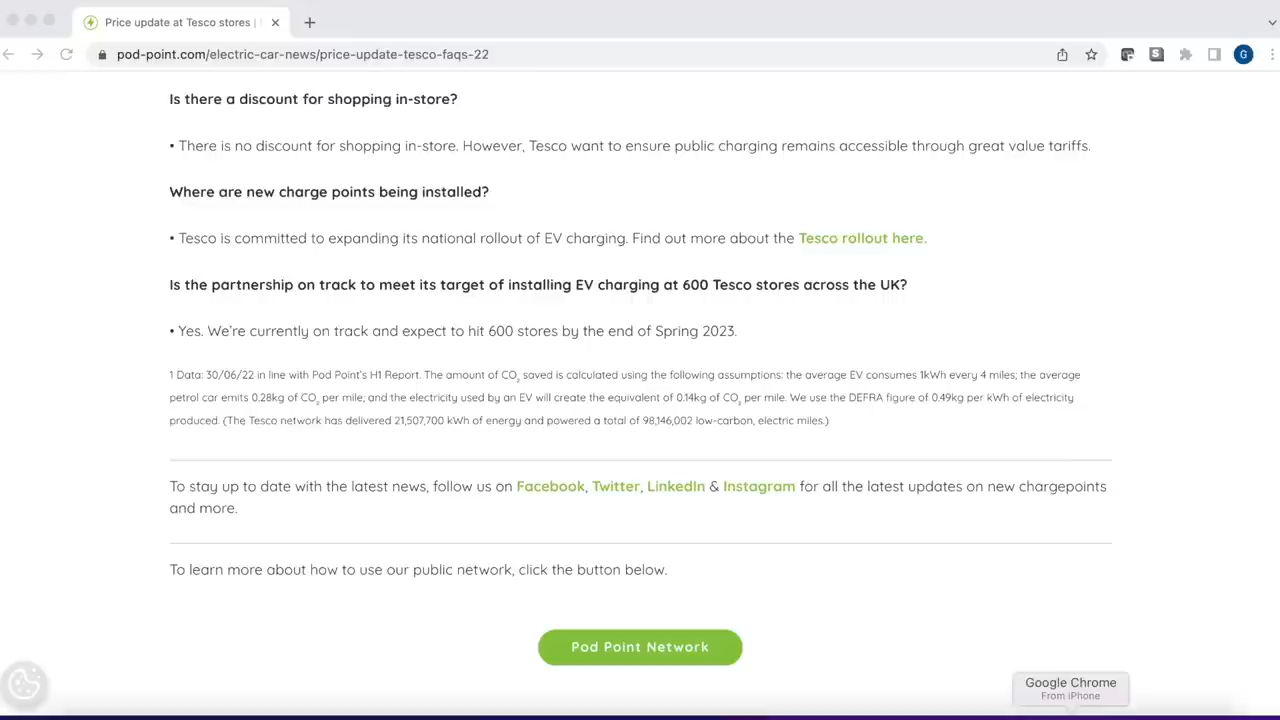 Price update at Tesco stores |
pod-point.com/electric-car-news/price-update-tesco-faqs-22
G
Is there a discount for shopping in-store?
• There is no discount for shopping in-store. However, Tesco want to ensure public charging remains accessible through great value tariffs.
Where are new charge points being installed?
• Tesco is committed to expanding its national rollout of EV charging. Find out more about the Tesco rollout here.
Is the partnership on track to meet its target of installing EV charging at 600 Tesco stores across the UK?
• Yes. We’re currently on track and expect to hit 600 stores by the end of Spring 2023.
1 Data: 30/06/22 in line with Pod Point’s H1 Report. The amount of CO₂ saved is calculated using the following assumptions: the average EV consumes 1kWh every 4 miles; the average
petrol car emits 0.28kg of CO₂ per mile; and the electricity used by an EV will create the equivalent of 0.14kg of CO₂ per mile. We use the DEFRA figure of 0.49kg per kWh of electricity
produced. (The Tesco network has delivered 21,507,700 kWh of energy and powered a total of 98,146,002 low-carbon, electric miles.)
To stay up to date with the latest news, follow us on Facebook, Twitter, LinkedIn & Instagram for all the latest updates on new chargepoints
and more.
To learn more about how to use our public network, click the button below.
Pod Point Network
Google Chrome
From iPhone